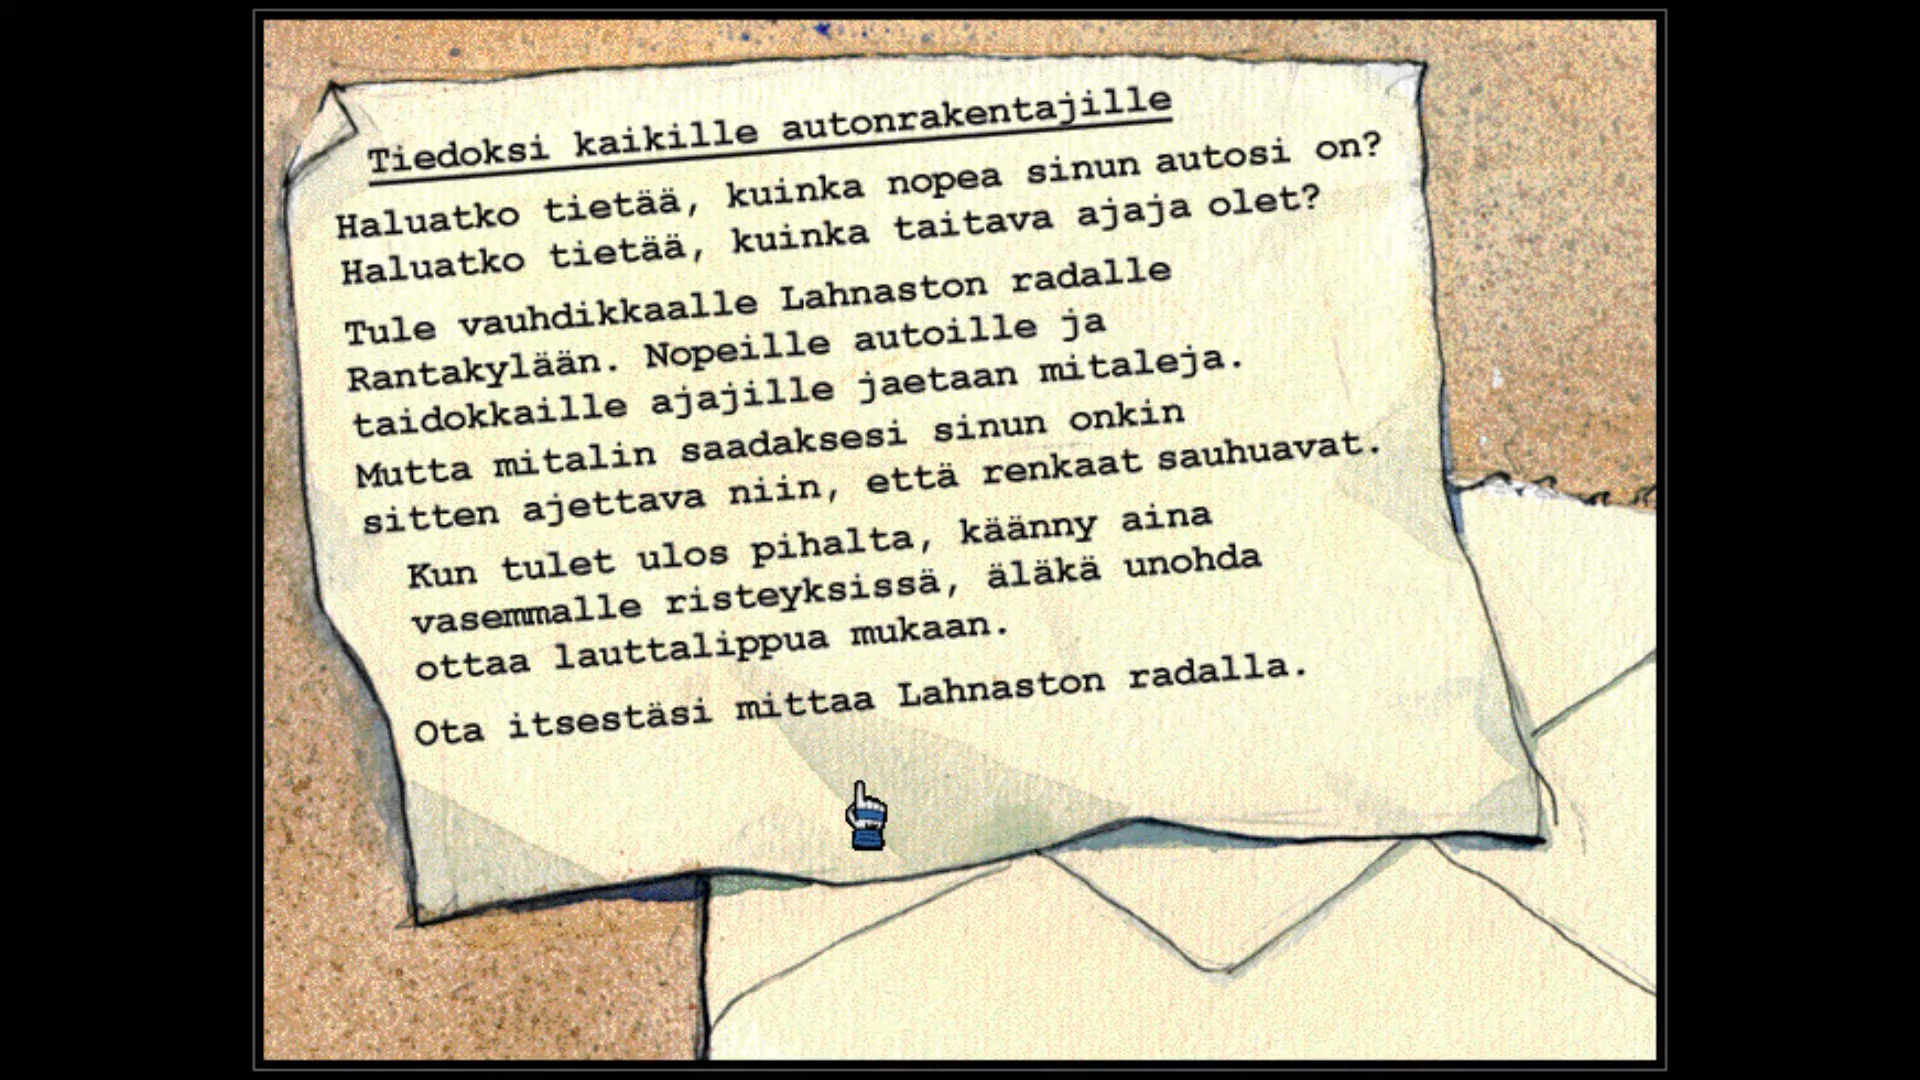 Tiedoksi kaikille autonrakentajille
Haluatko tietää, kuinka nopea sinun autosi on?
Haluatko tietää, kuinka taitava ajaja olet?
Tule vauhdikkaalle Lahnaston radalle
Rantakylään. Nopeille autoille ja
taidokkaille ajajille jaetaan mitaleja.
Mutta mitalin saadaksesi sinun onkin
sitten ajettava niin, että renkaat sauhuavat.
Kun tulet ulos pihalta, käänny aina
vasemmalle risteyksissä, äläkä unohda
ottaa lauttalippua mukaan.
Ota itsestäsi mittaa Lahnaston radalla.